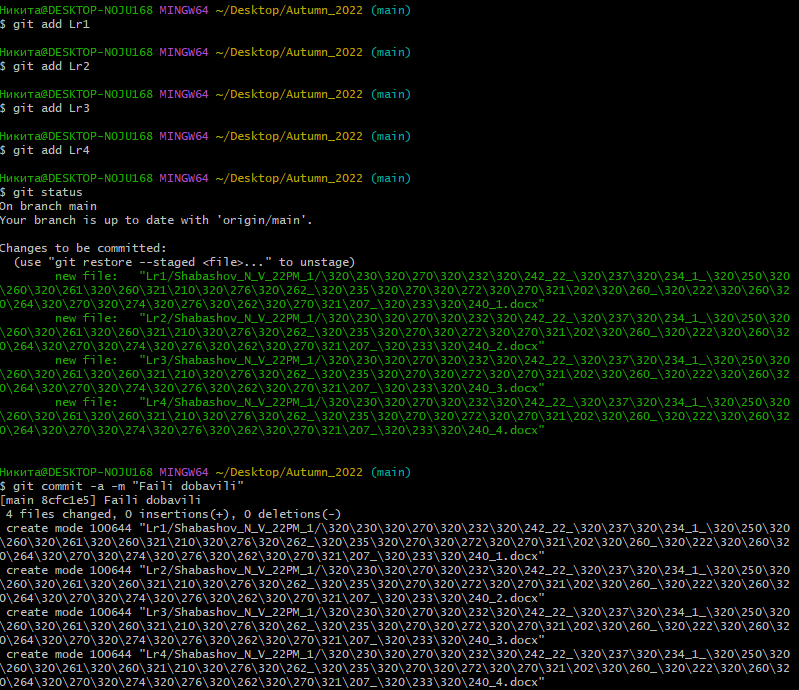 Никита@DESKTOP-NOJU168 MINGW64 ~/Desktop/Autumn_2022 (main)
$ git add Lr1
Никита@DESKTOP-NOJU168 MINGW64 ~/Desktop/Autumn_2022 (main)
$ git add Lr2
Никита@DESKTOP-NOJU168 MINGW64 ~/Desktop/Autumn_2022 (main)
$ git add Lr3
Никита@DESKTOP-NOJU168 MINGW64 ~/Desktop/Autumn_2022 (main)
$ git add Lr4
Никита@DESKTOP-NOJU168 MINGW64 ~/Desktop/Autumn_2022 (main)
$ git status
On branch main
Your branch is up to date with 'origin/main'.
Changes to be committed:
(use "git restore --staged <file>..." to unstage)
new file: "Lr1/Shabashov_N_V_22PM_1/\320\230\320\270\320\232\320\242_22_\320\237\320\234_1_\320\250\320
\260\320\261\320\260\321\210\320\276\320\262_\320\235\320\270\320\272\320\270\321\202\320\260_\320\222\320\260\32
0\264\320\270\320\274\320\276\320\262\320\270\321\207_\320\233\320\240_1.docx"
new file: "Lr2/Shabashov_N_V_22PM_1/\320\230\320\270\320\232\320\242_22_\320\237\320\234_1_\320\250\320
\260\320\261\320\260\321\210\320\276\320\262_\320\235\320\270\320\272\320\270\321\202\320\260_\320\222\320\260\32
0\264\320\270\320\274\320\276\320\262\320\270\321\207_\320\233\320\240_2.docx"
new file: "Lr3/Shabashov_N_V_22PM_1/\320\230\320\270\320\232\320\242_22_\320\237\320\234_1_\320\250\320
\260\320\261\320\260\321\210\320\276\320\262_\320\235\320\270\320\272\320\270\321\202\320\260_\320\222\320\260\32
0\264\320\270\320\274\320\276\320\262\320\270\321\207_\320\233\320\240_3.docx"
new file: "Lr4/Shabashov_N_V_22PM_1/\320\230\320\270\320\232\320\242_22_\320\237\320\234_1_\320\250\320
\260\320\261\320\260\321\210\320\276\320\262_\320\235\320\270\320\272\320\270\321\202\320\260_\320\222\320\260\32
0\264\320\270\320\274\320\276\320\262\320\270\321\207_\320\233\320\240_4.docx"
Никита@DESKTOP-NOJU168 MINGW64 ~/Desktop/Autumn_2022 (main)
$ git commit -a -m "Faili dobavili"
[main 8cfc1e5] Faili dobavili
4 files changed, 0 insertions(+), 0 deletions(-)
create mode 100644 "Lr1/Shabashov_N_V_22PM_1/\320\230\320\270\320\232\320\242_22_\320\237\320\234_1_\320\250\320
\260\320\261\320\260\321\210\320\276\320\262_\320\235\320\270\320\272\320\270\321\202\320\260_\320\222\320\260\32
0\264\320\270\320\274\320\276\320\262\320\270\321\207_\320\233\320\240_1.docx"
create mode 100644 "Lr2/Shabashov_N_V_22PM_1/\320\230\320\270\320\232\320\242_22_\320\237\320\234_1_\320\250\320
\260\320\261\320\260\321\210\320\276\320\262_\320\235\320\270\320\272\320\270\321\202\320\260_\320\222\320\260\32
0\264\320\270\320\274\320\276\320\262\320\270\321\207_\320\233\320\240_2.docx"
create mode 100644 "Lr3/Shabashov_N_V_22PM_1/\320\230\320\270\320\232\320\242_22_\320\237\320\234_1_\320\250\320
\260\320\261\320\260\321\210\320\276\320\262_\320\235\320\270\320\272\320\270\321\202\320\260_\320\222\320\260\32
0\264\320\270\320\274\320\276\320\262\320\270\321\207_\320\233\320\240_3.docx"
create mode 100644 "Lr4/Shabashov_N_V_22PM_1/\320\230\320\270\320\232\320\242_22_\320\237\320\234_1_\320\250\320
\260\320\261\320\260\321\210\320\276\320\262_\320\235\320\270\320\272\320\270\321\202\320\260_\320\222\320\260\32
0\264\320\270\320\274\320\276\320\262\320\270\321\207_\320\233\320\240_4.docx"